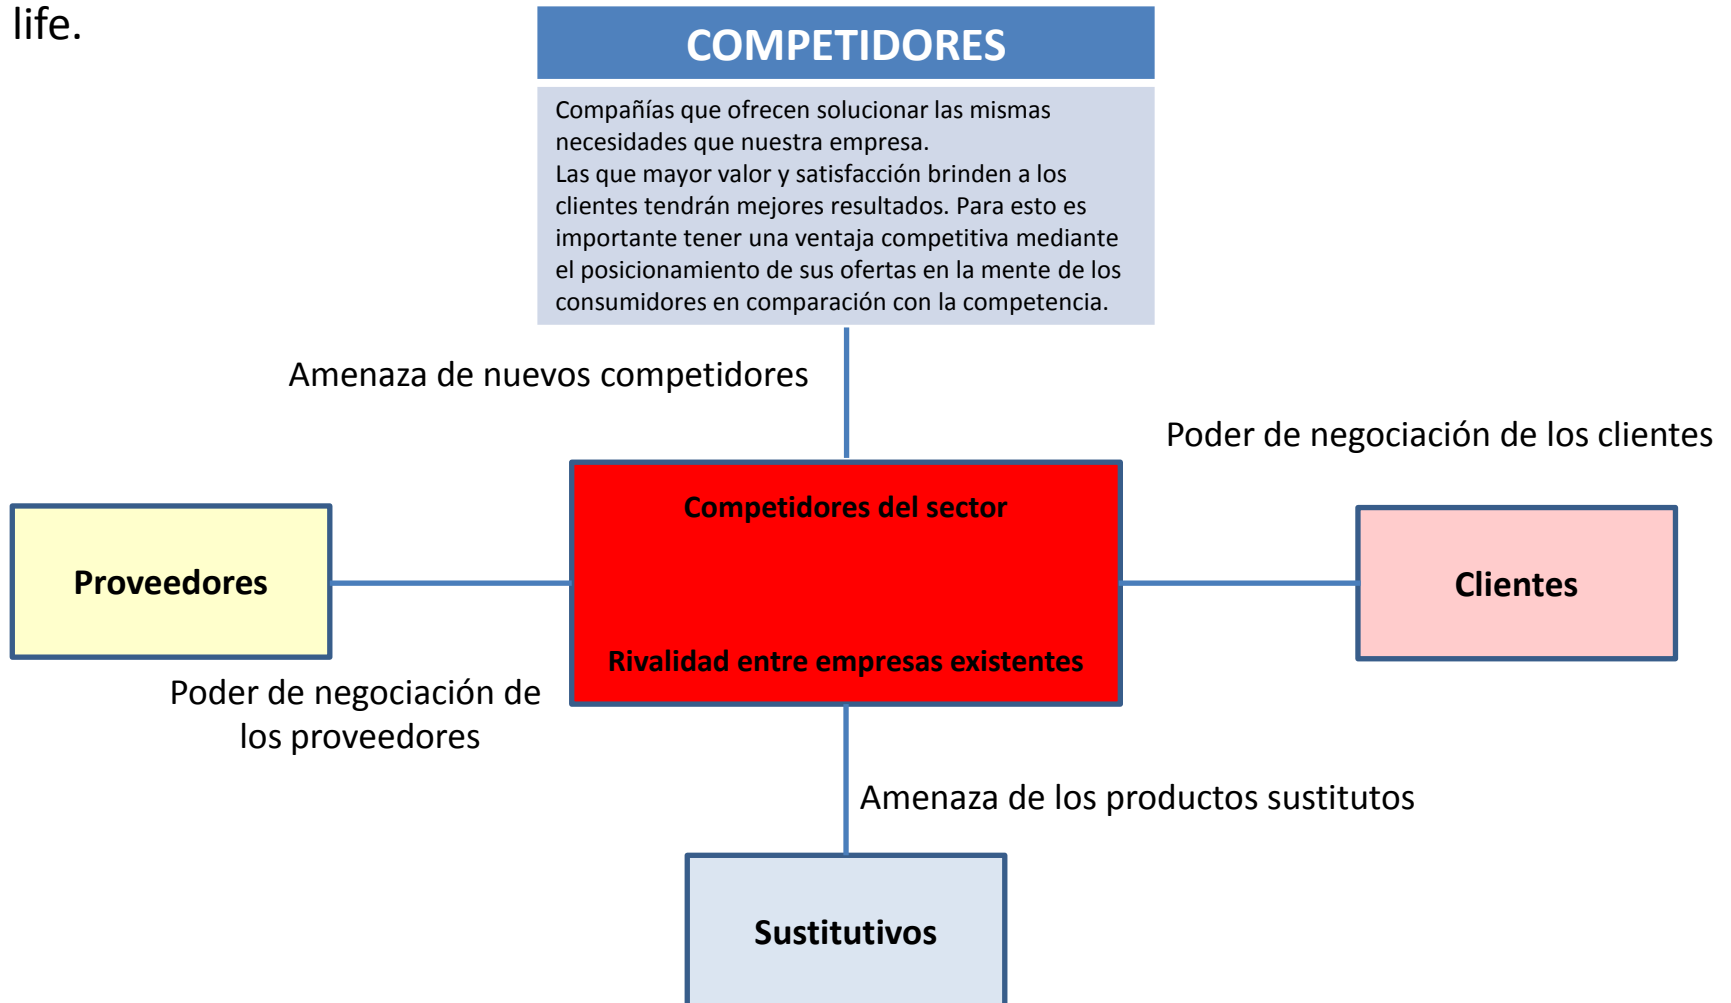 life.
COMPETIDORES
Compañías que ofrecen solucionar las mismas
necesidades que nuestra empresa.
Las que mayor valor y satisfacción brinden a los
clientes tendrán mejores resultados. Para esto es
importante tener una ventaja competitiva mediante
el posicionamiento de sus ofertas en la mente de los
consumidores en comparación con la competencia.
Amenaza de nuevos competidores
Poder de negociación de los clientes
Competidores del sector
Proveedores
Clientes
Rivalidad entre empresas existentes
Poder de negociación de
los proveedores
Amenaza de los productos sustitutos
Sustitutivos